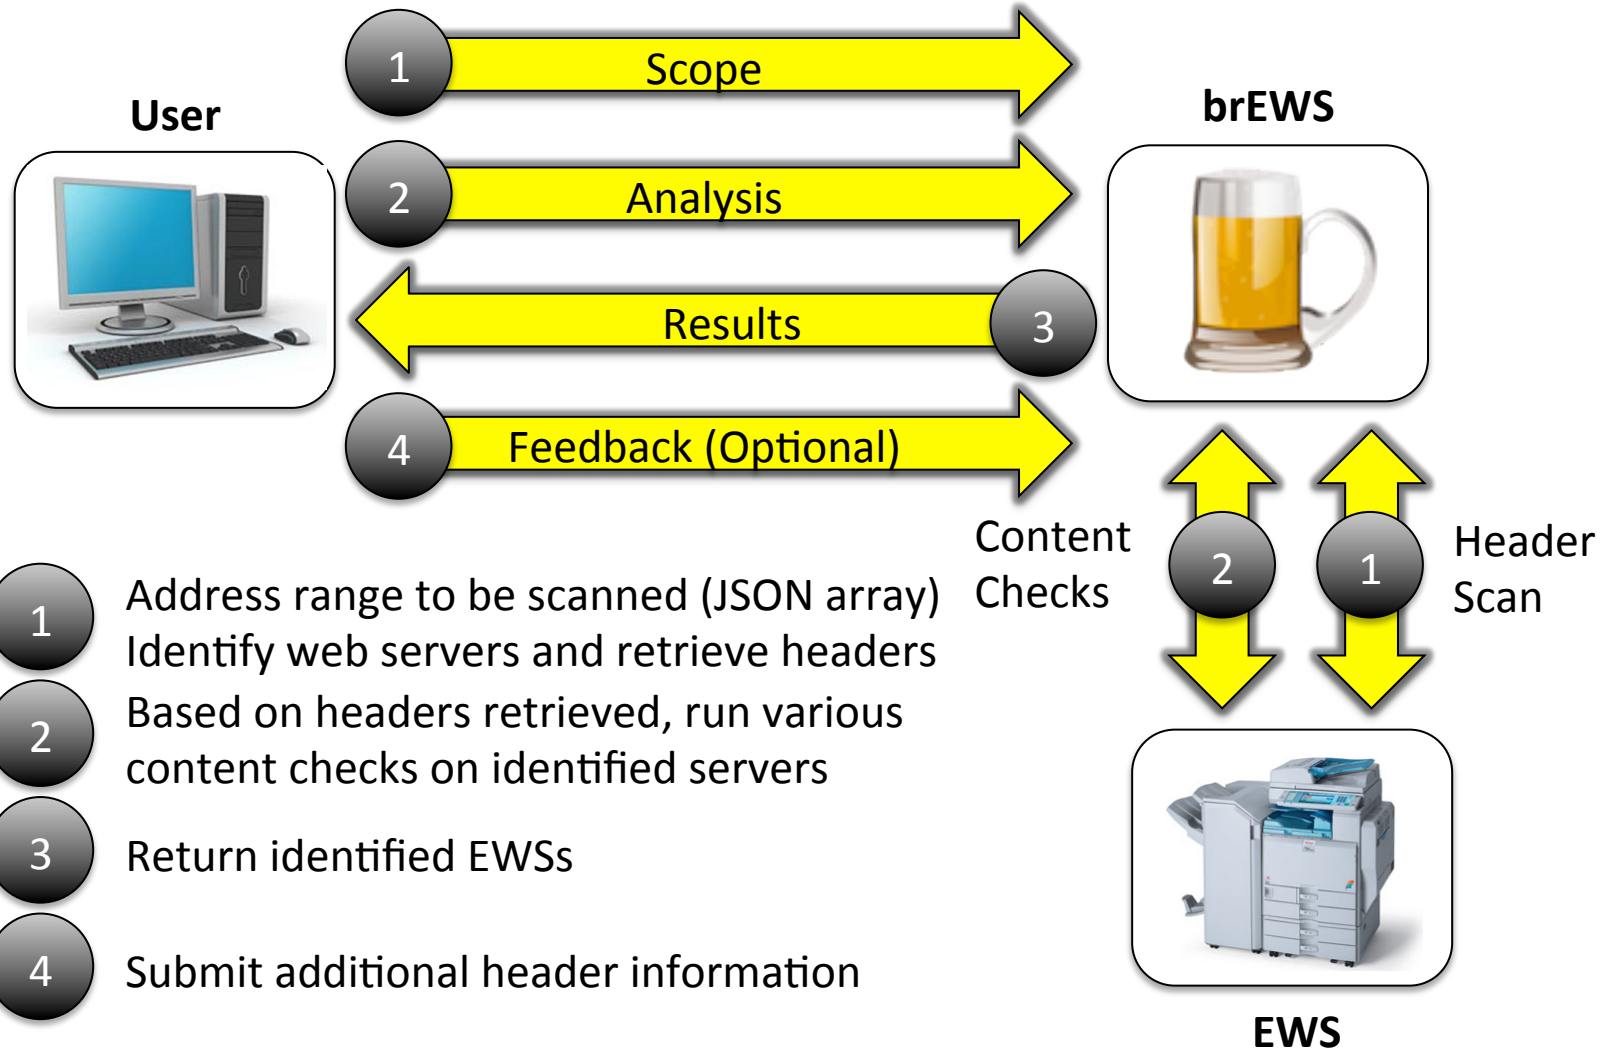 1
Scope
User
brEWS
2
Analysis
Results
3
4
Feedback (Optional)
Content
Checks
2
1
Header
Scan
1
Address range to be scanned (JSON array)
Identify web servers and retrieve headers
2
Based on headers retrieved, run various
content checks on identified servers
3
Return identified EWSs
4
Submit additional header information
EWS